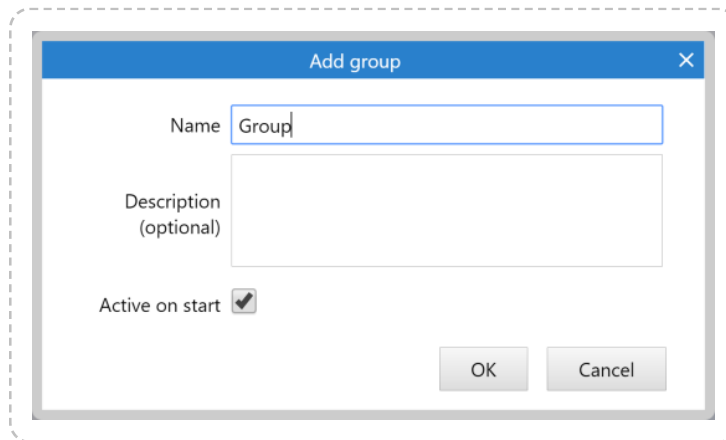 Add group
Name
Group
Description
(optional)
Active on start
OK
Cancel